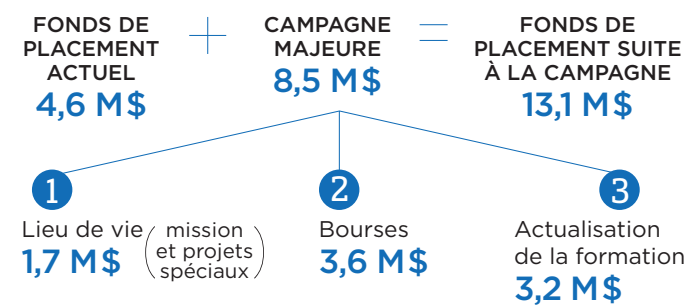 FONDS DE
PLACEMENT
ACTUEL
4,6 M$
+
CAMPAGNE
MAJEURE
8,5 M$
=
FONDS DE
PLACEMENT SUITE
À LA CAMPAGNE
13,1 M$
1
Lieu de vie
1,7 M$
(mission
et projets
spéciaux)
2
Bourses
3,6 M$
3
Actualisation
de la formation
3,2 M$